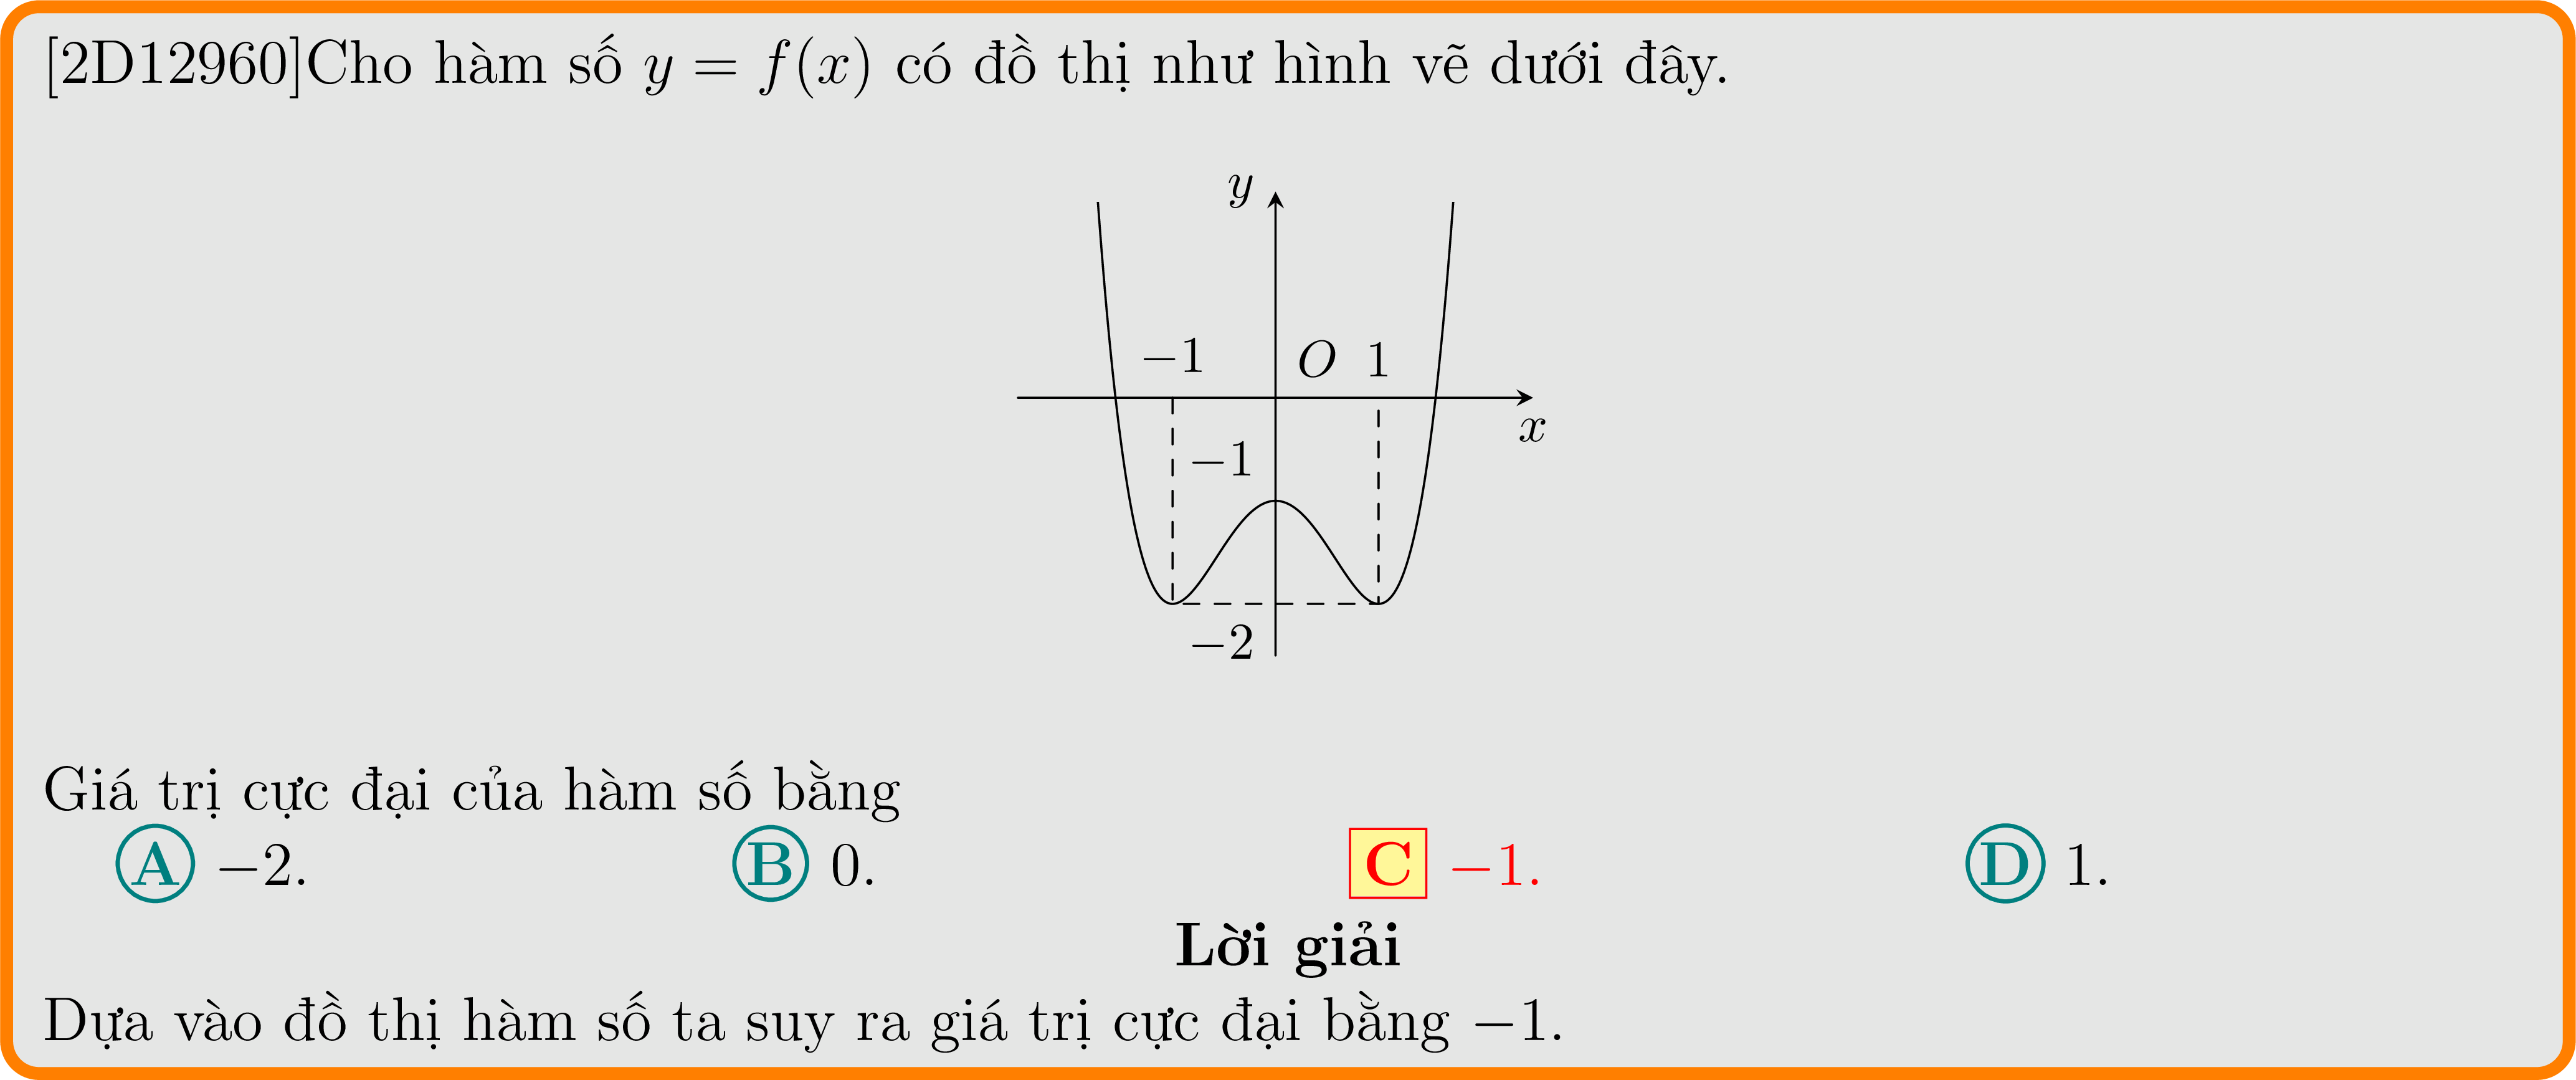 [2D12960]Cho hàm số y = f(x) có đồ thị như hình vẽ dưới đây.
y
−1 O 1
x
−1
−2
Giá trị cực đại của hàm số bằng
A −2. B 0. C −1. D 1.
Lời giải
Dựa vào đồ thị hàm số ta suy ra giá trị cực đại bằng −1.